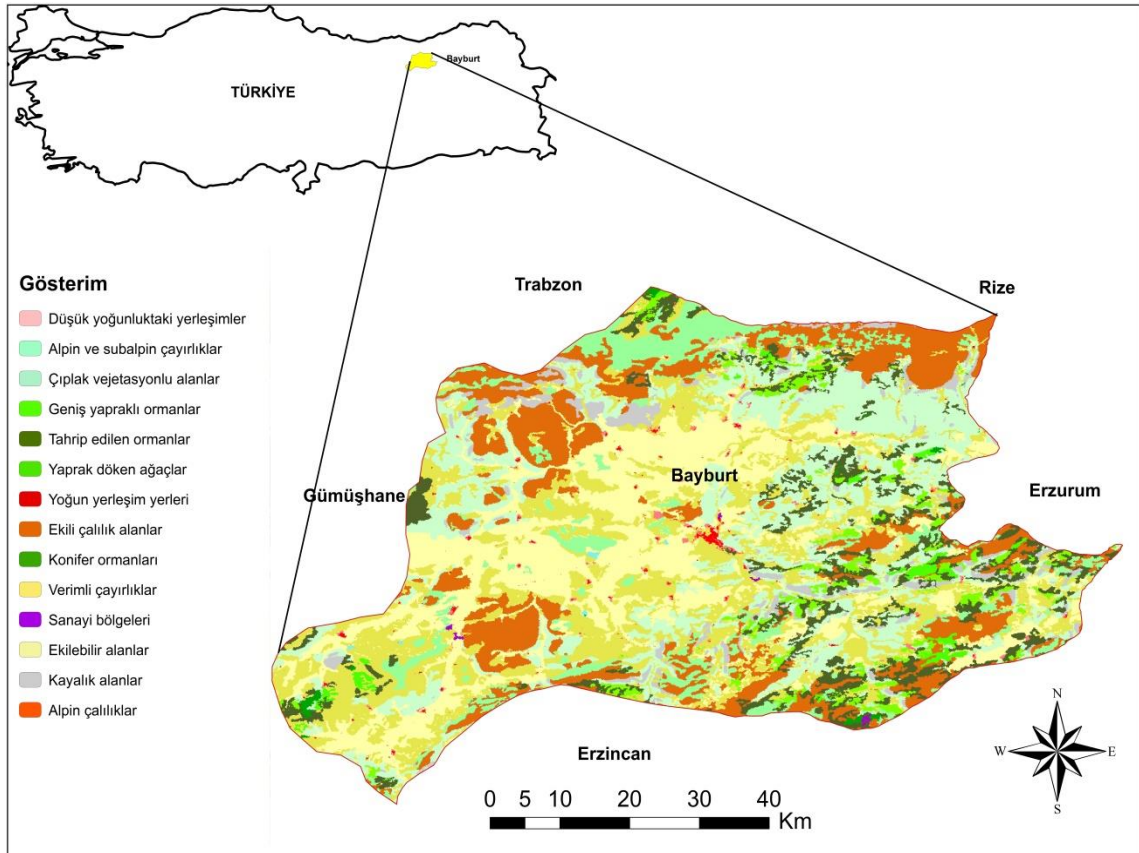 Bayburt
TÜRKİYE
Gösterim
Düşük yoğunluktaki yerleşimler
Alpin ve subalpin çayırlıklar
Çıplak vejetasyonlu alanlar
Geniş yapraklı ormanlar
Tahrip edilen ormanlar
Yaprak döken ağaçlar
Yoğun yerleşim yerleri
Ekili çalılık alanlar
Konifer ormanları
Verimli çayırlıklar
Sanayi bölgeleri
Ekilebilir alanlar
Kayalık alanlar
Alpin çalılıklar
Trabzon
Rize
Bayburt
Gümüşhane
Erzurum
Erzincan
N
W
E
S
0 5 10 20 30 40
Km